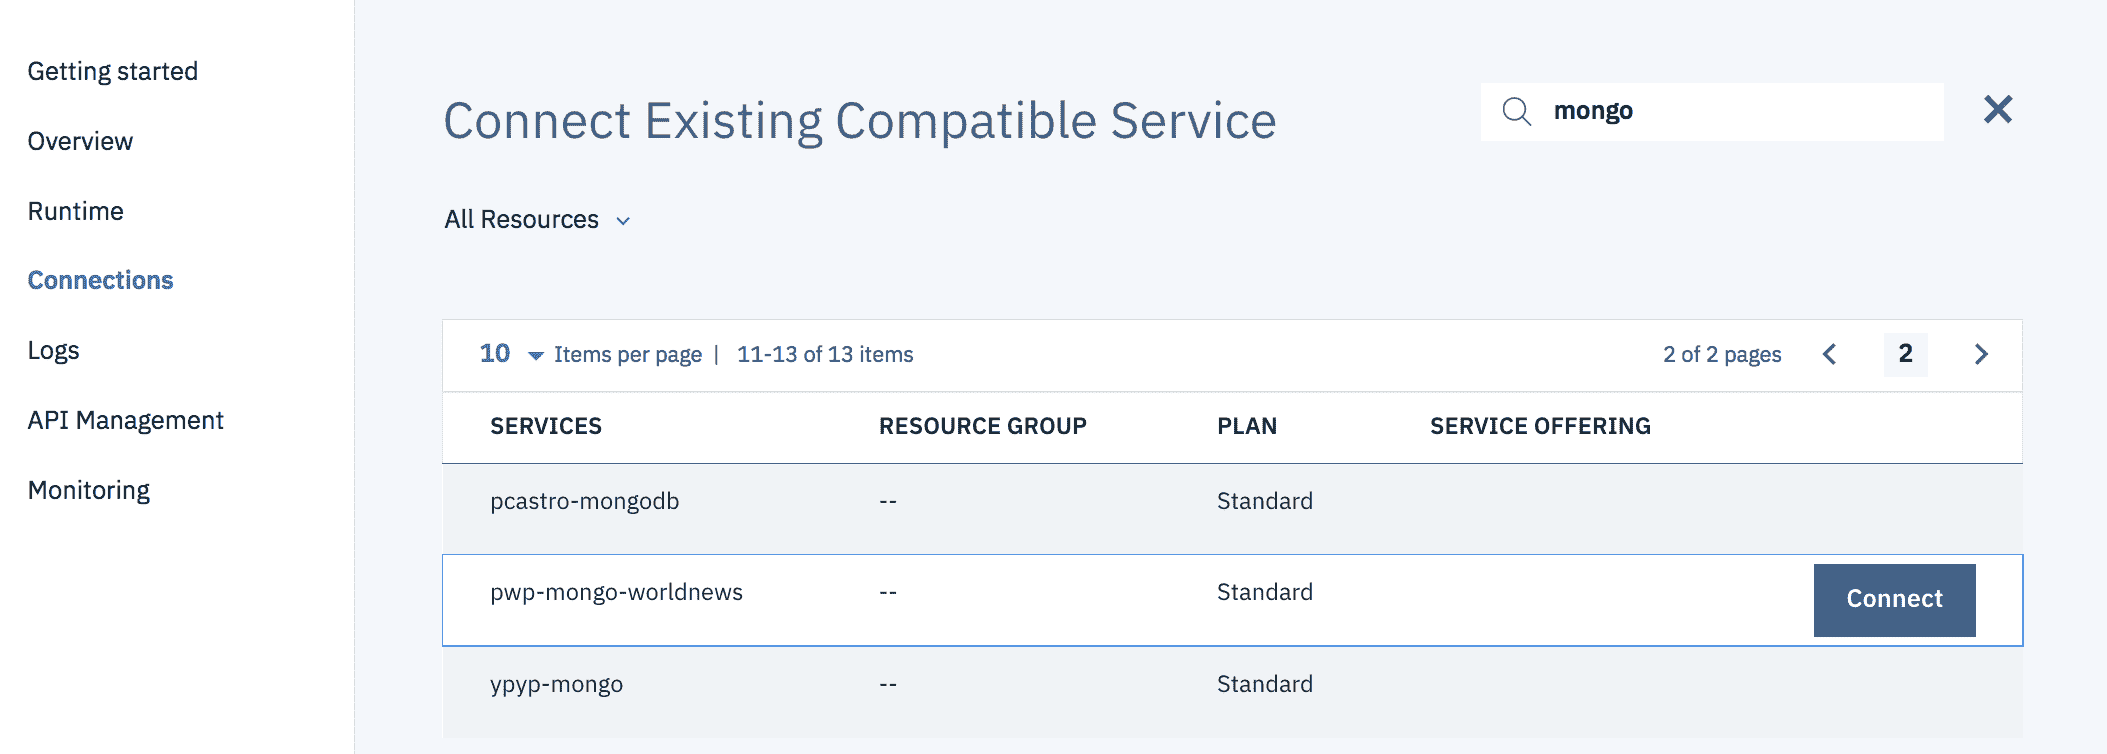 Getting started
Overview
Runtime
Connections
Logs
API Management
Monitoring
Connect Existing Compatible Service
mongo
All Resources
10 Items per page | 11-13 of 13 items 2 of 2 pages 2
SERVICES RESOURCE GROUP PLAN SERVICE OFFERING
pcastro-mongodb -- Standard
pwp-mongo-worldnews -- Standard Connect
ypyp-mongo -- Standard